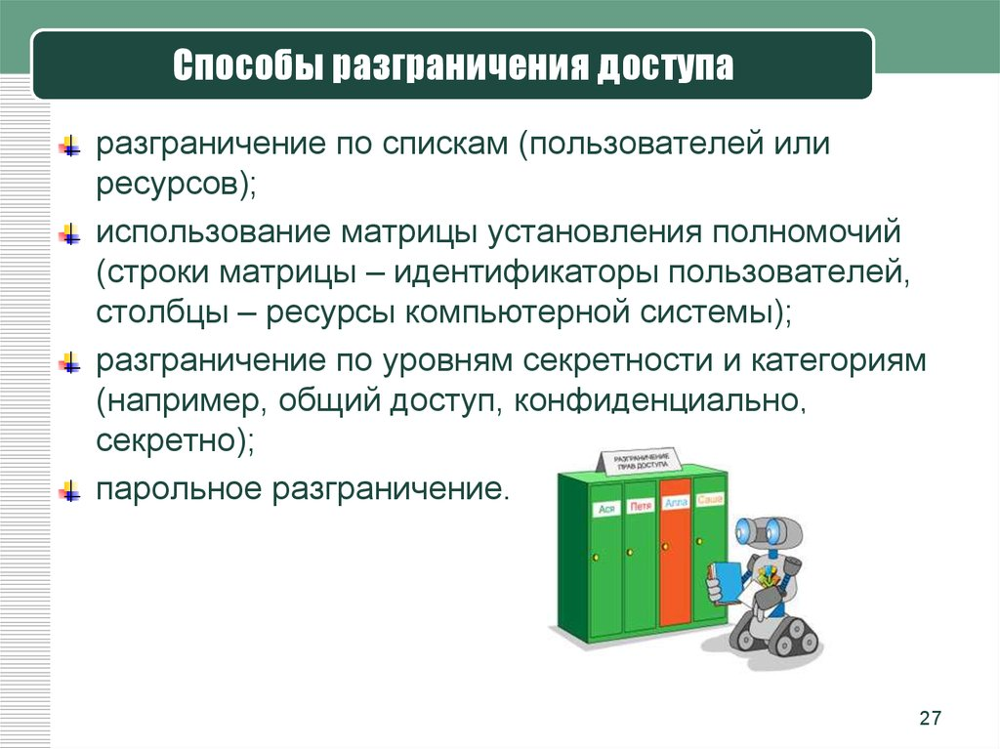 Способы разграничения доступа
разграничение по спискам (пользователей или
ресурсов);
использование матрицы установления полномочий
(строки матрицы – идентификаторы пользователей,
столбцы – ресурсы компьютерной системы);
разграничение по уровням секретности и категориям
(например, общий доступ, конфиденциально,
секретно);
парольное разграничение.
РАЗГРАНИЧЕНИЕ
ПРАВ ДОСТУПА
Ася Петя Алла Саша
27